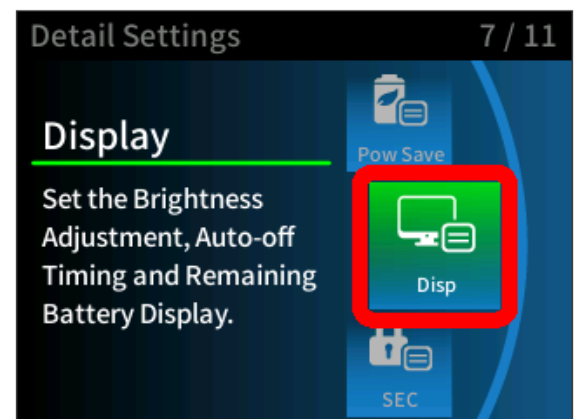 Detail Settings 7 / 11
Pow Save
Display
Set the Brightness
Adjustment, Auto-off
Timing and Remaining
Battery Display.
Disp
SEC